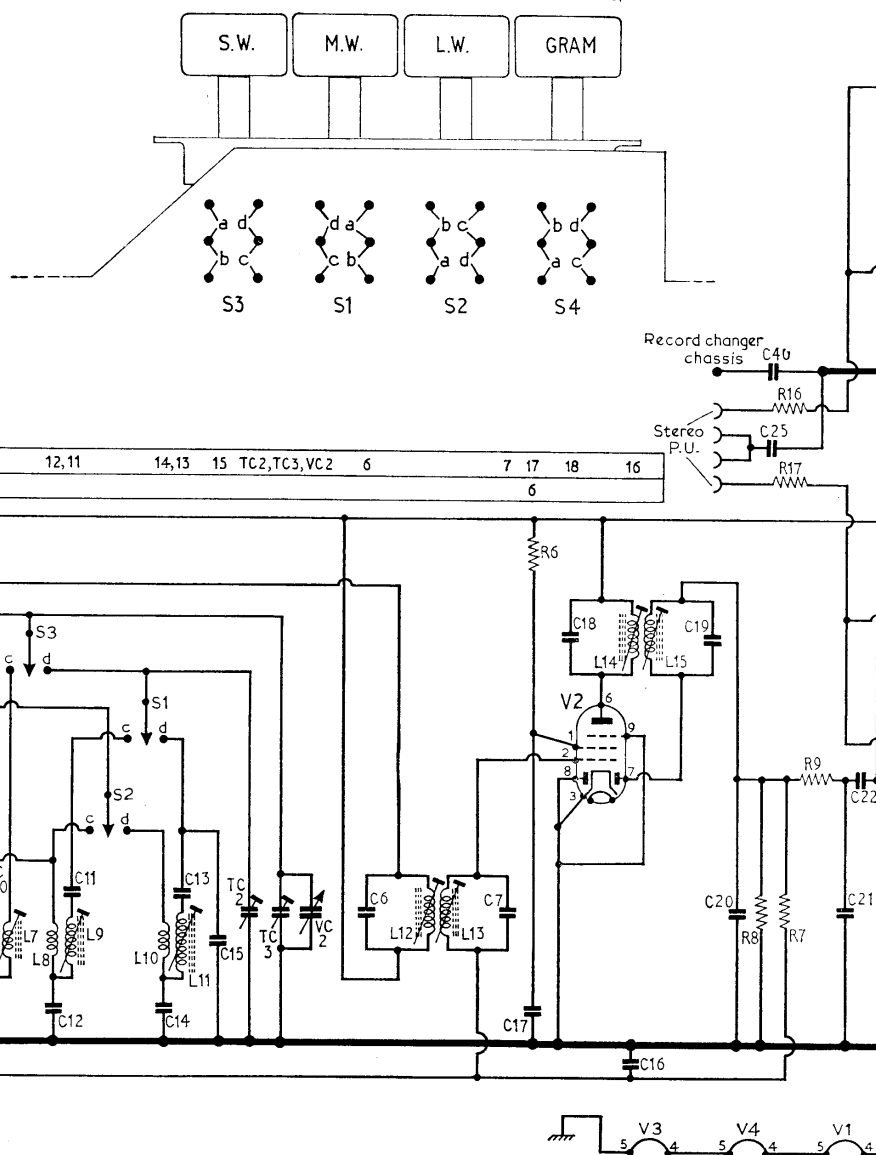 S.W. M.W. L.W. GRAM
a d d a b c b d
b c c b a d a c
S3 S1 S2 S4
Record changer
chassis
C40
R16
Stereo
P.U.
C25
R17
12,11 14,13 15 TC2,TC3,VC2 6 7 17 18 16
6
R6
C18 C19
L14 L15
S3
c d
S1
V2
6
1 9
2
8 7
3
c d
S2
R9
C22
c d
C11 C13
TC
2
C6 C7
C20 C21
0
L7 L9
L8
L10
L11
C15
TC
3
VC
2
L12 L13
R8 R7
C12 C14
C17
C16
V3 V4 V1
5 4 5 4 5 4